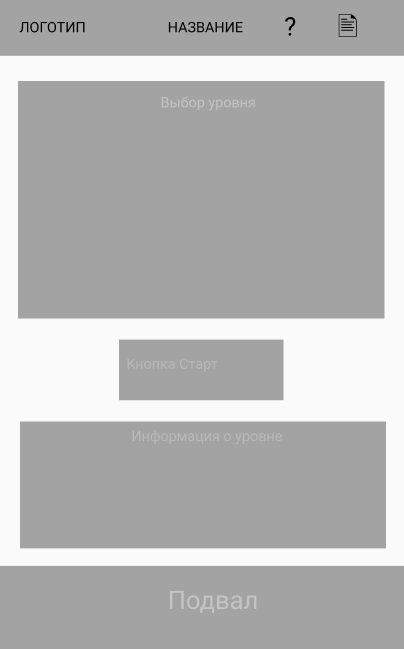 ЛОГОТИП НАЗВАНИЕ ?
Выбор уровня
Кнопка Старт
Информация о уровне
Подвал